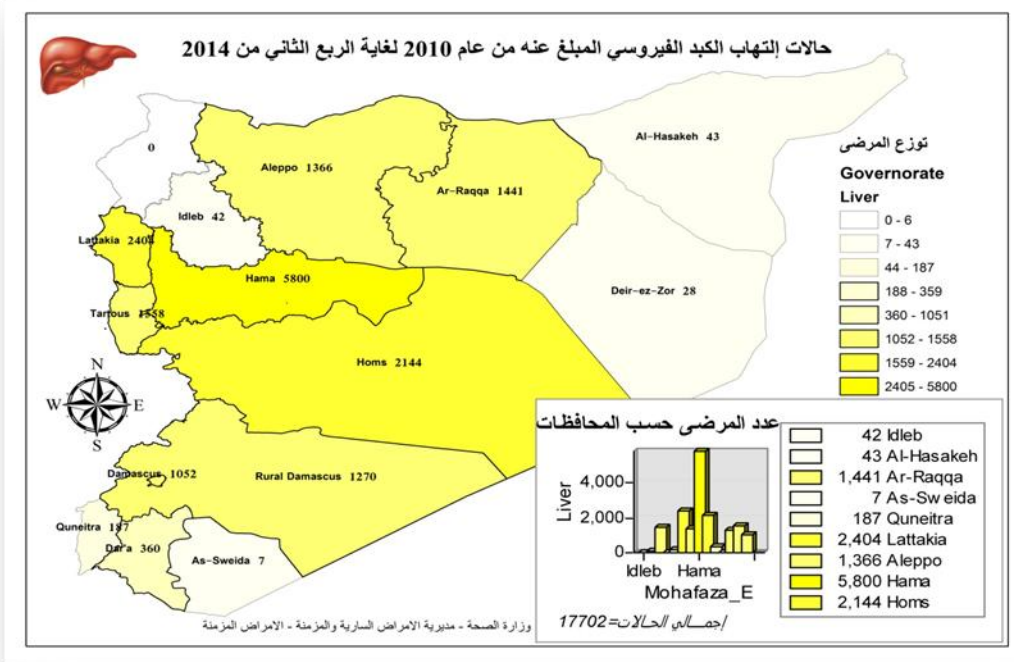 حالات إلتهاب الكبد الفيروسي المبلغ عنه من عام 2010 لغاية الربع الثاني من 2014
Al-Hasakeh 43
0
Aleppo 1366
Ar-Raqqa 1441
Idleb 42
Lattakia 2404
Hama 5800
Deir-ez-Zor 28
Tartous 1558
Homs 2144
N
W E
S
Damascus 1052
Rural Damascus 1270
Quneitra 187
Dar'a 360
As-Sweida 7
توزع المرضى
Governorate
Liver
0 - 6
7 - 43
44 - 187
188 - 359
360 - 1051
1052 - 1558
1559 - 2404
2405 - 5800
عدد المرضى حسب المحافظات
Liver
4,000
2,000
0
Idleb Hama
Mohafaza_E
إجمالي الحالات=17702
42 Idleb
43 Al-Hasakeh
1,441 Ar-Raqqa
7 As-Sweida
187 Quneitra
2,404 Lattakia
1,366 Aleppo
5,800 Hama
2,144 Homs
وزارة الصحة - مديرية الامراض السارية والمزمنة - الامراض المزمنة